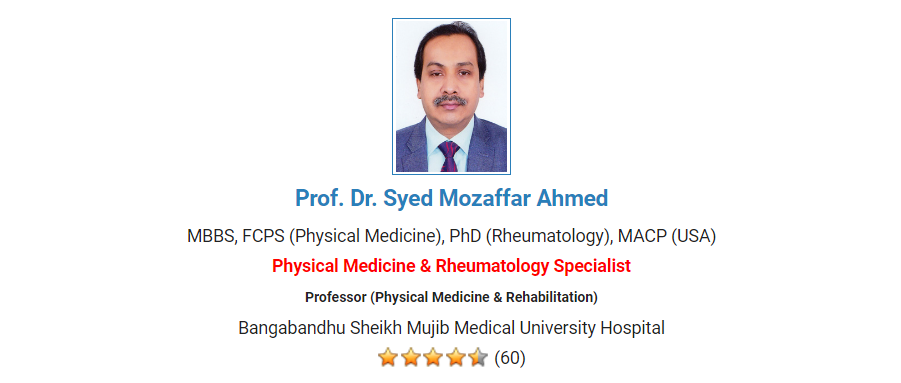 Prof. Dr. Syed Mozaffar Ahmed
MBBS, FCPS (Physical Medicine), PhD (Rheumatology), MACP (USA)
Physical Medicine & Rheumatology Specialist
Professor (Physical Medicine & Rehabilitation)
Bangabandhu Sheikh Mujib Medical University Hospital
(60)